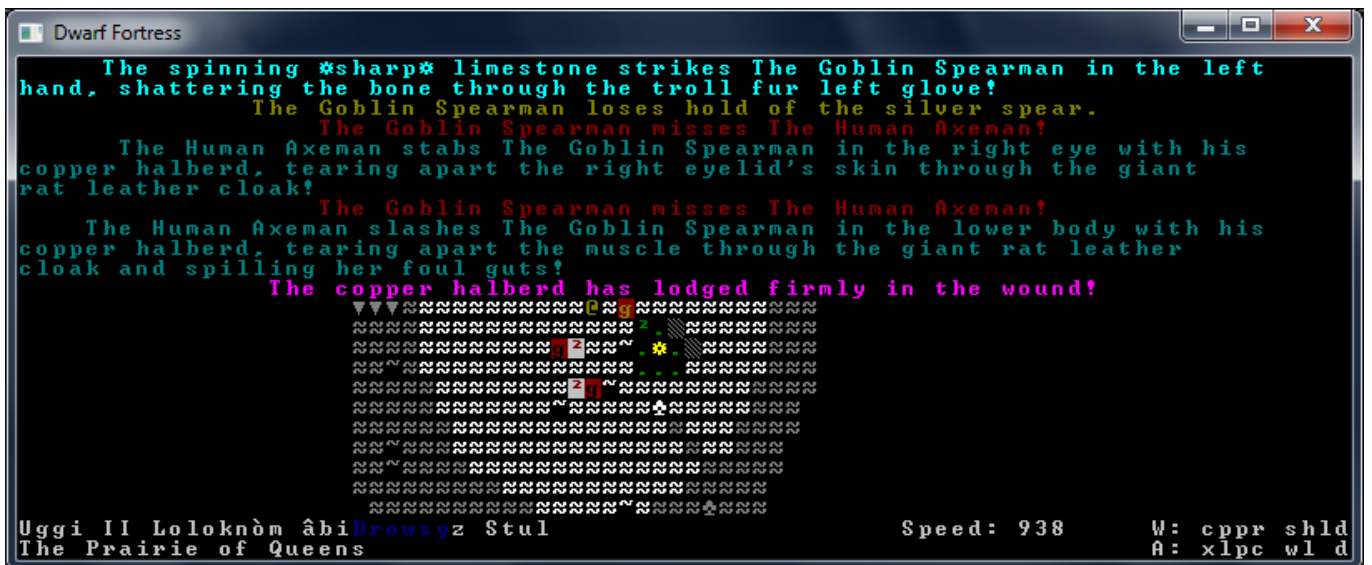 Dwarf Fortress
The spinning ☼sharp☼ limestone strikes The Goblin Spearman in the left
hand, shattering the bone through the troll fur left glove!
The Goblin Spearman loses hold of the silver spear.
The Goblin Spearman misses The Human Axeman!
The Human Axeman stabs The Goblin Spearman in the right eye with his
copper halberd, tearing apart the right eyelid's skin through the giant
rat leather cloak!
The Goblin Spearman misses The Human Axeman!
The Human Axeman slashes The Goblin Spearman in the lower body with his
copper halberd, tearing apart the muscle through the giant rat leather
cloak and spilling her foul guts!
The copper halberd has lodged firmly in the wound!
Uggi II Loloknòm âbiDrowsyz Stul Speed: 938 W: cppr shld
The Prairie of Queens A: xlpc wl d